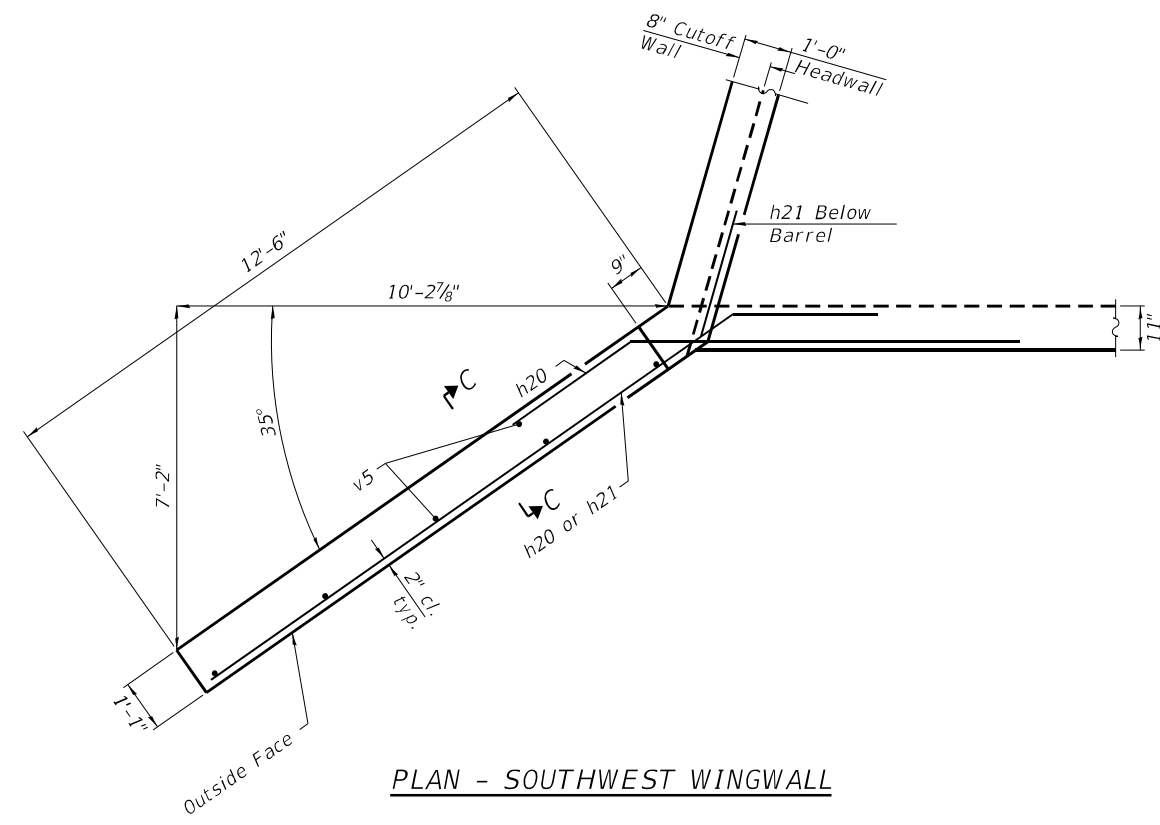 8" Cutoff
Wall
1'-0"
Headwall
12'-6"
h21 Below
Barrel
9"
10'-2⅞"
11"
C
h20
35°
v5
7'-2"
C
h20 or h21
2" cl.
typ.
1'-1"
Outside Face
PLAN - SOUTHWEST WINGWALL